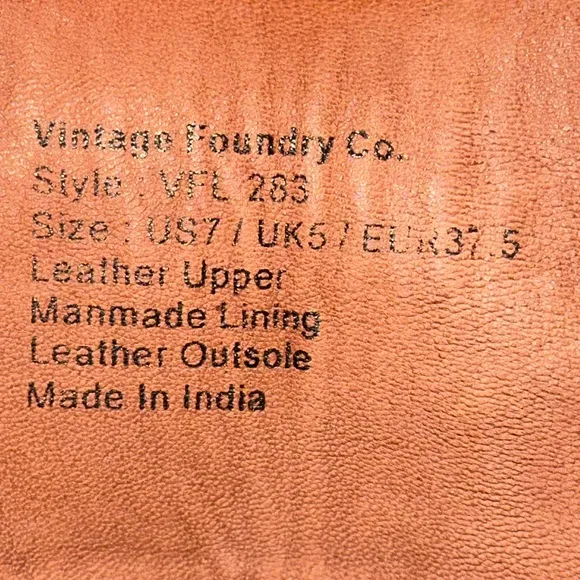 Vintage Foundry Co.
Style : VFL 283
Size : US7 / UK5 / EUR37.5
Leather Upper
Manmade Lining
Leather Outsole
Made In India